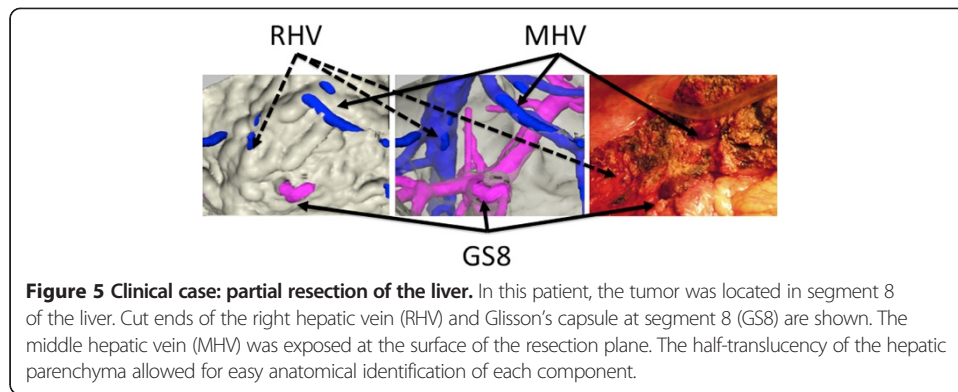 RHV MHV
GS8
Figure 5 Clinical case: partial resection of the liver. In this patient, the tumor was located in segment 8
of the liver. Cut ends of the right hepatic vein (RHV) and Glisson’s capsule at segment 8 (GS8) are shown. The
middle hepatic vein (MHV) was exposed at the surface of the resection plane. The half-translucency of the hepatic
parenchyma allowed for easy anatomical identification of each component.